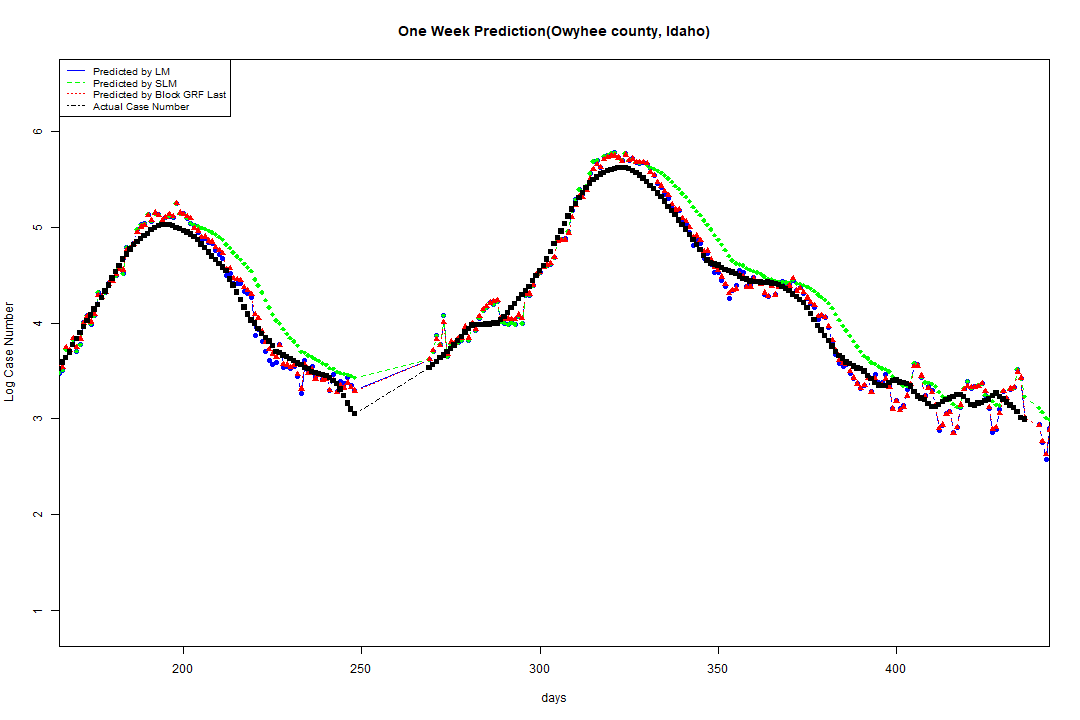 One Week Prediction(Owyhee county, Idaho)
Predicted by LM
Predicted by SLM
Predicted by Block GRF Last
Actual Case Number
6
5
4
3
2
1
Log Case Number
200 250 300 350 400
days